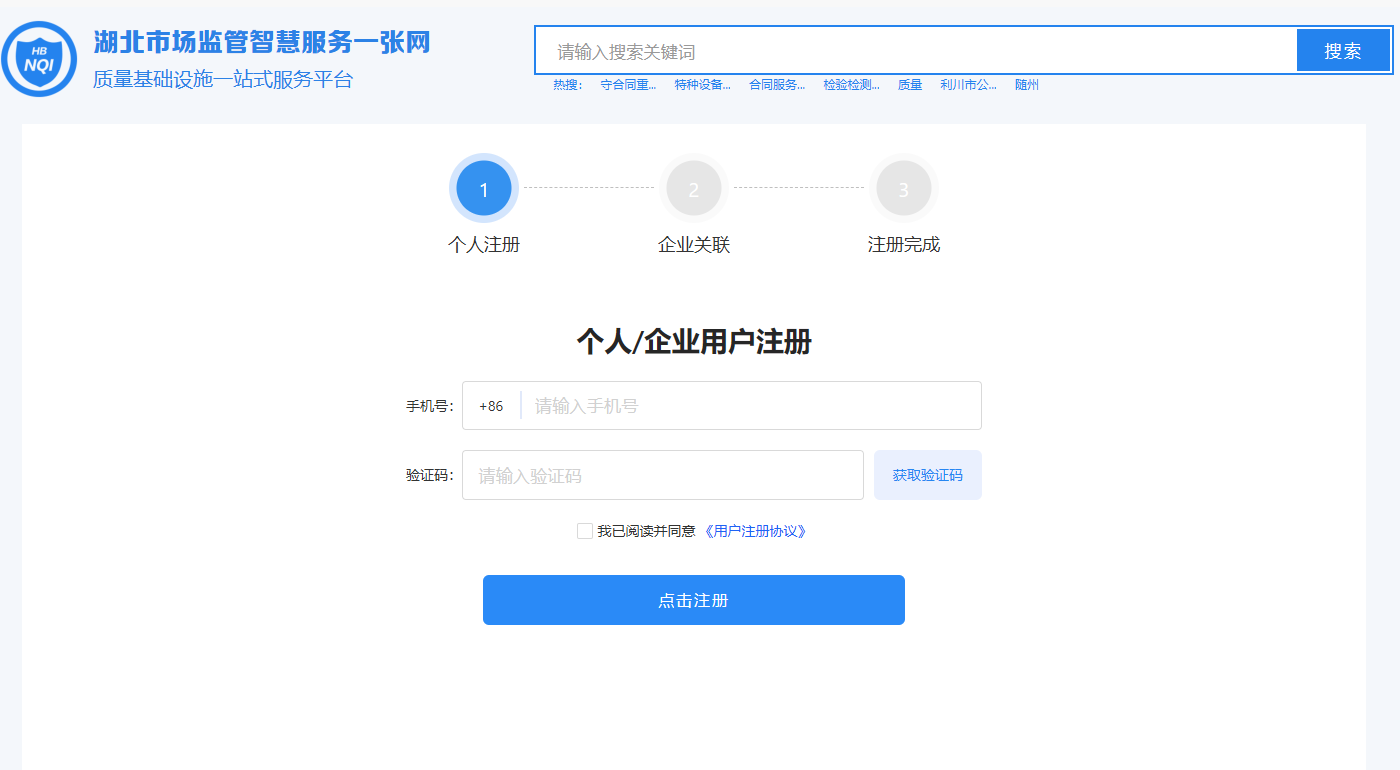 HB
NQI
湖北市场监管智慧服务一张网
质量基础设施一站式服务平台
请输入搜索关键词
搜索
热搜： 守合同重... 特种设备... 合同服务... 检验检测... 质量 利川市公... 随州
1 2 3
个人注册 企业关联 注册完成
个人/企业用户注册
手机号： +86 请输入手机号
验证码： 请输入验证码 获取验证码
我已阅读并同意 《用户注册协议》
点击注册